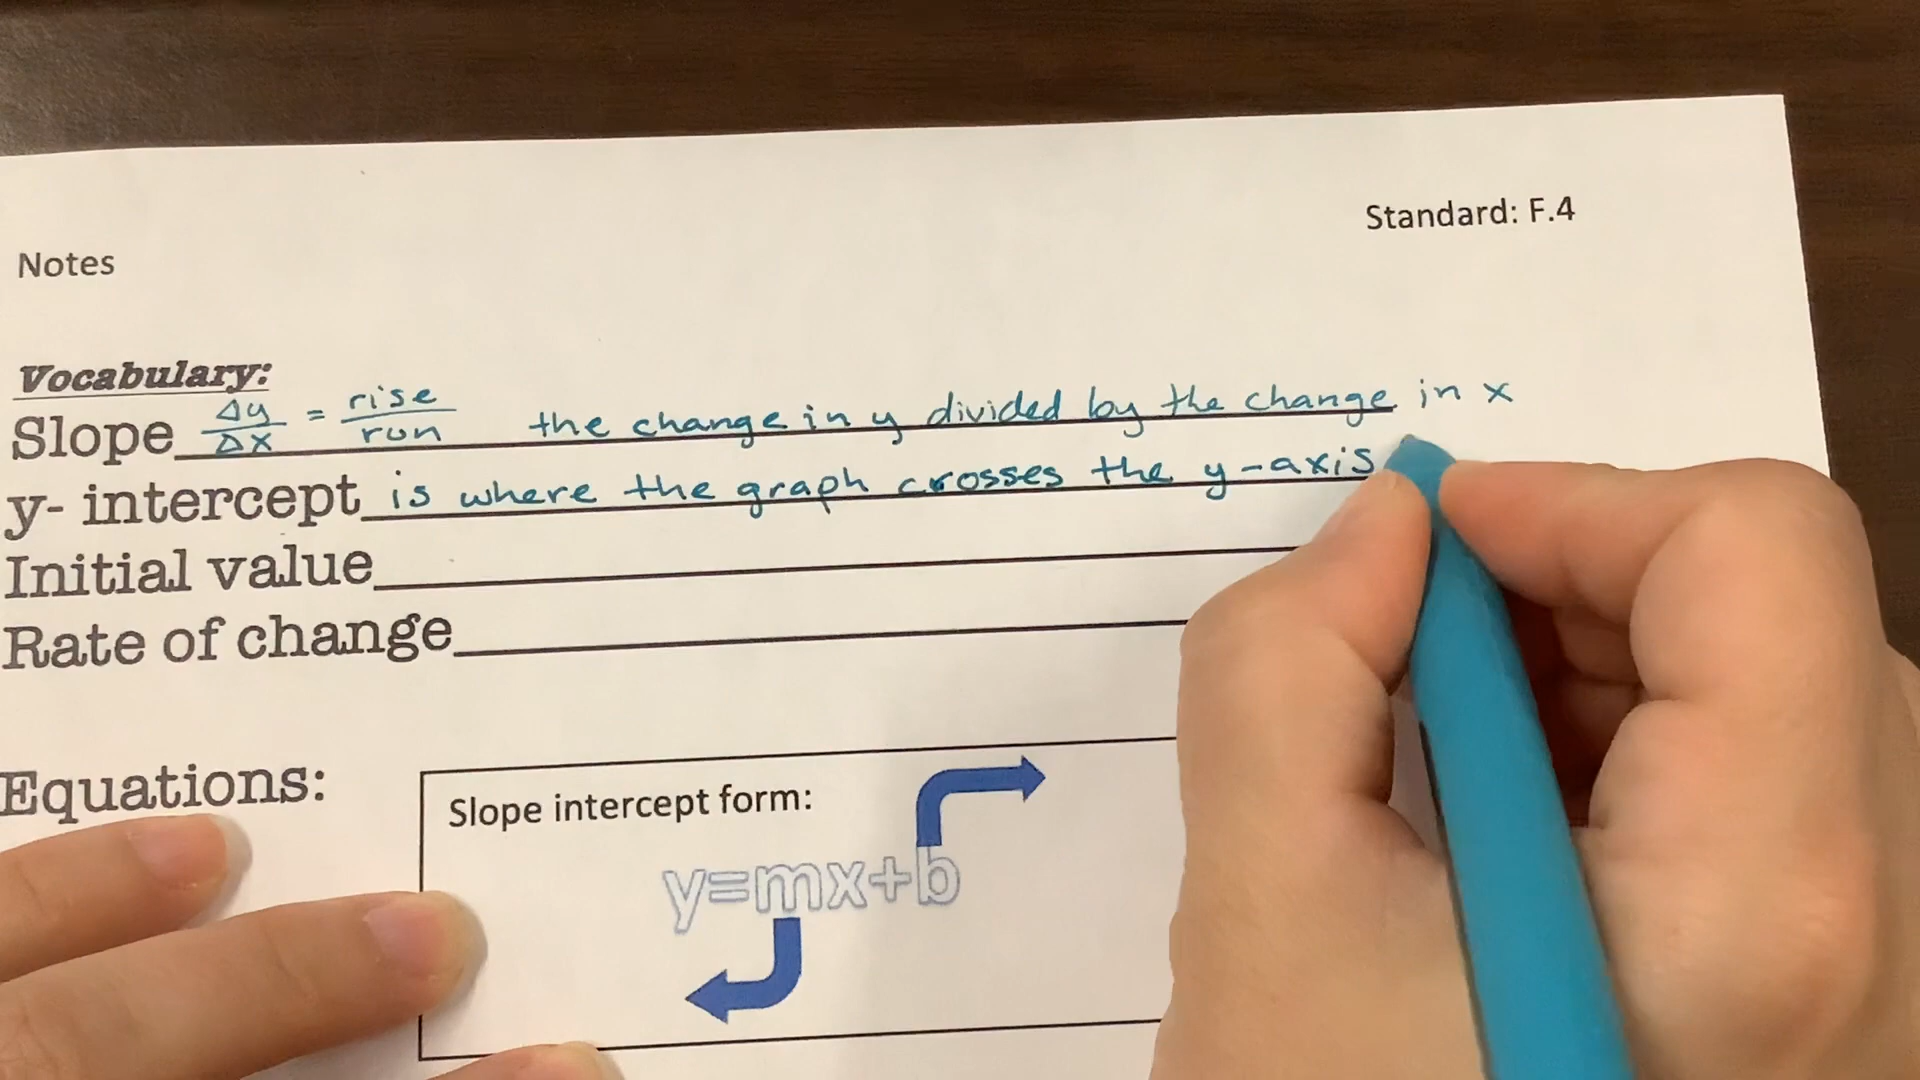 Standard: F.4
Notes
Vocabulary:
Slope Δy/Δx = rise/run the change in y divided by the change in x
y- intercept is where the graph crosses the y-axis
Initial value
Rate of change
Equations:
Slope intercept form:
y=mx+b